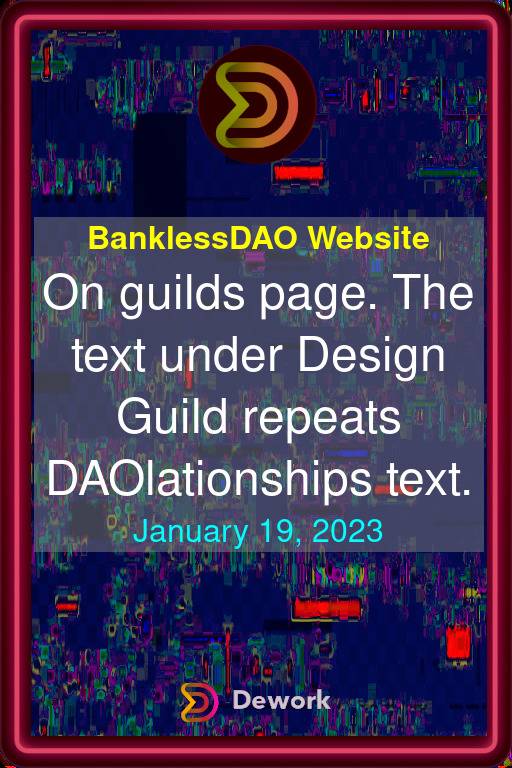 BanklessDAO Website
On guilds page. The
text under Design
Guild repeats
DAOlationships text.
January 19, 2023
Dework